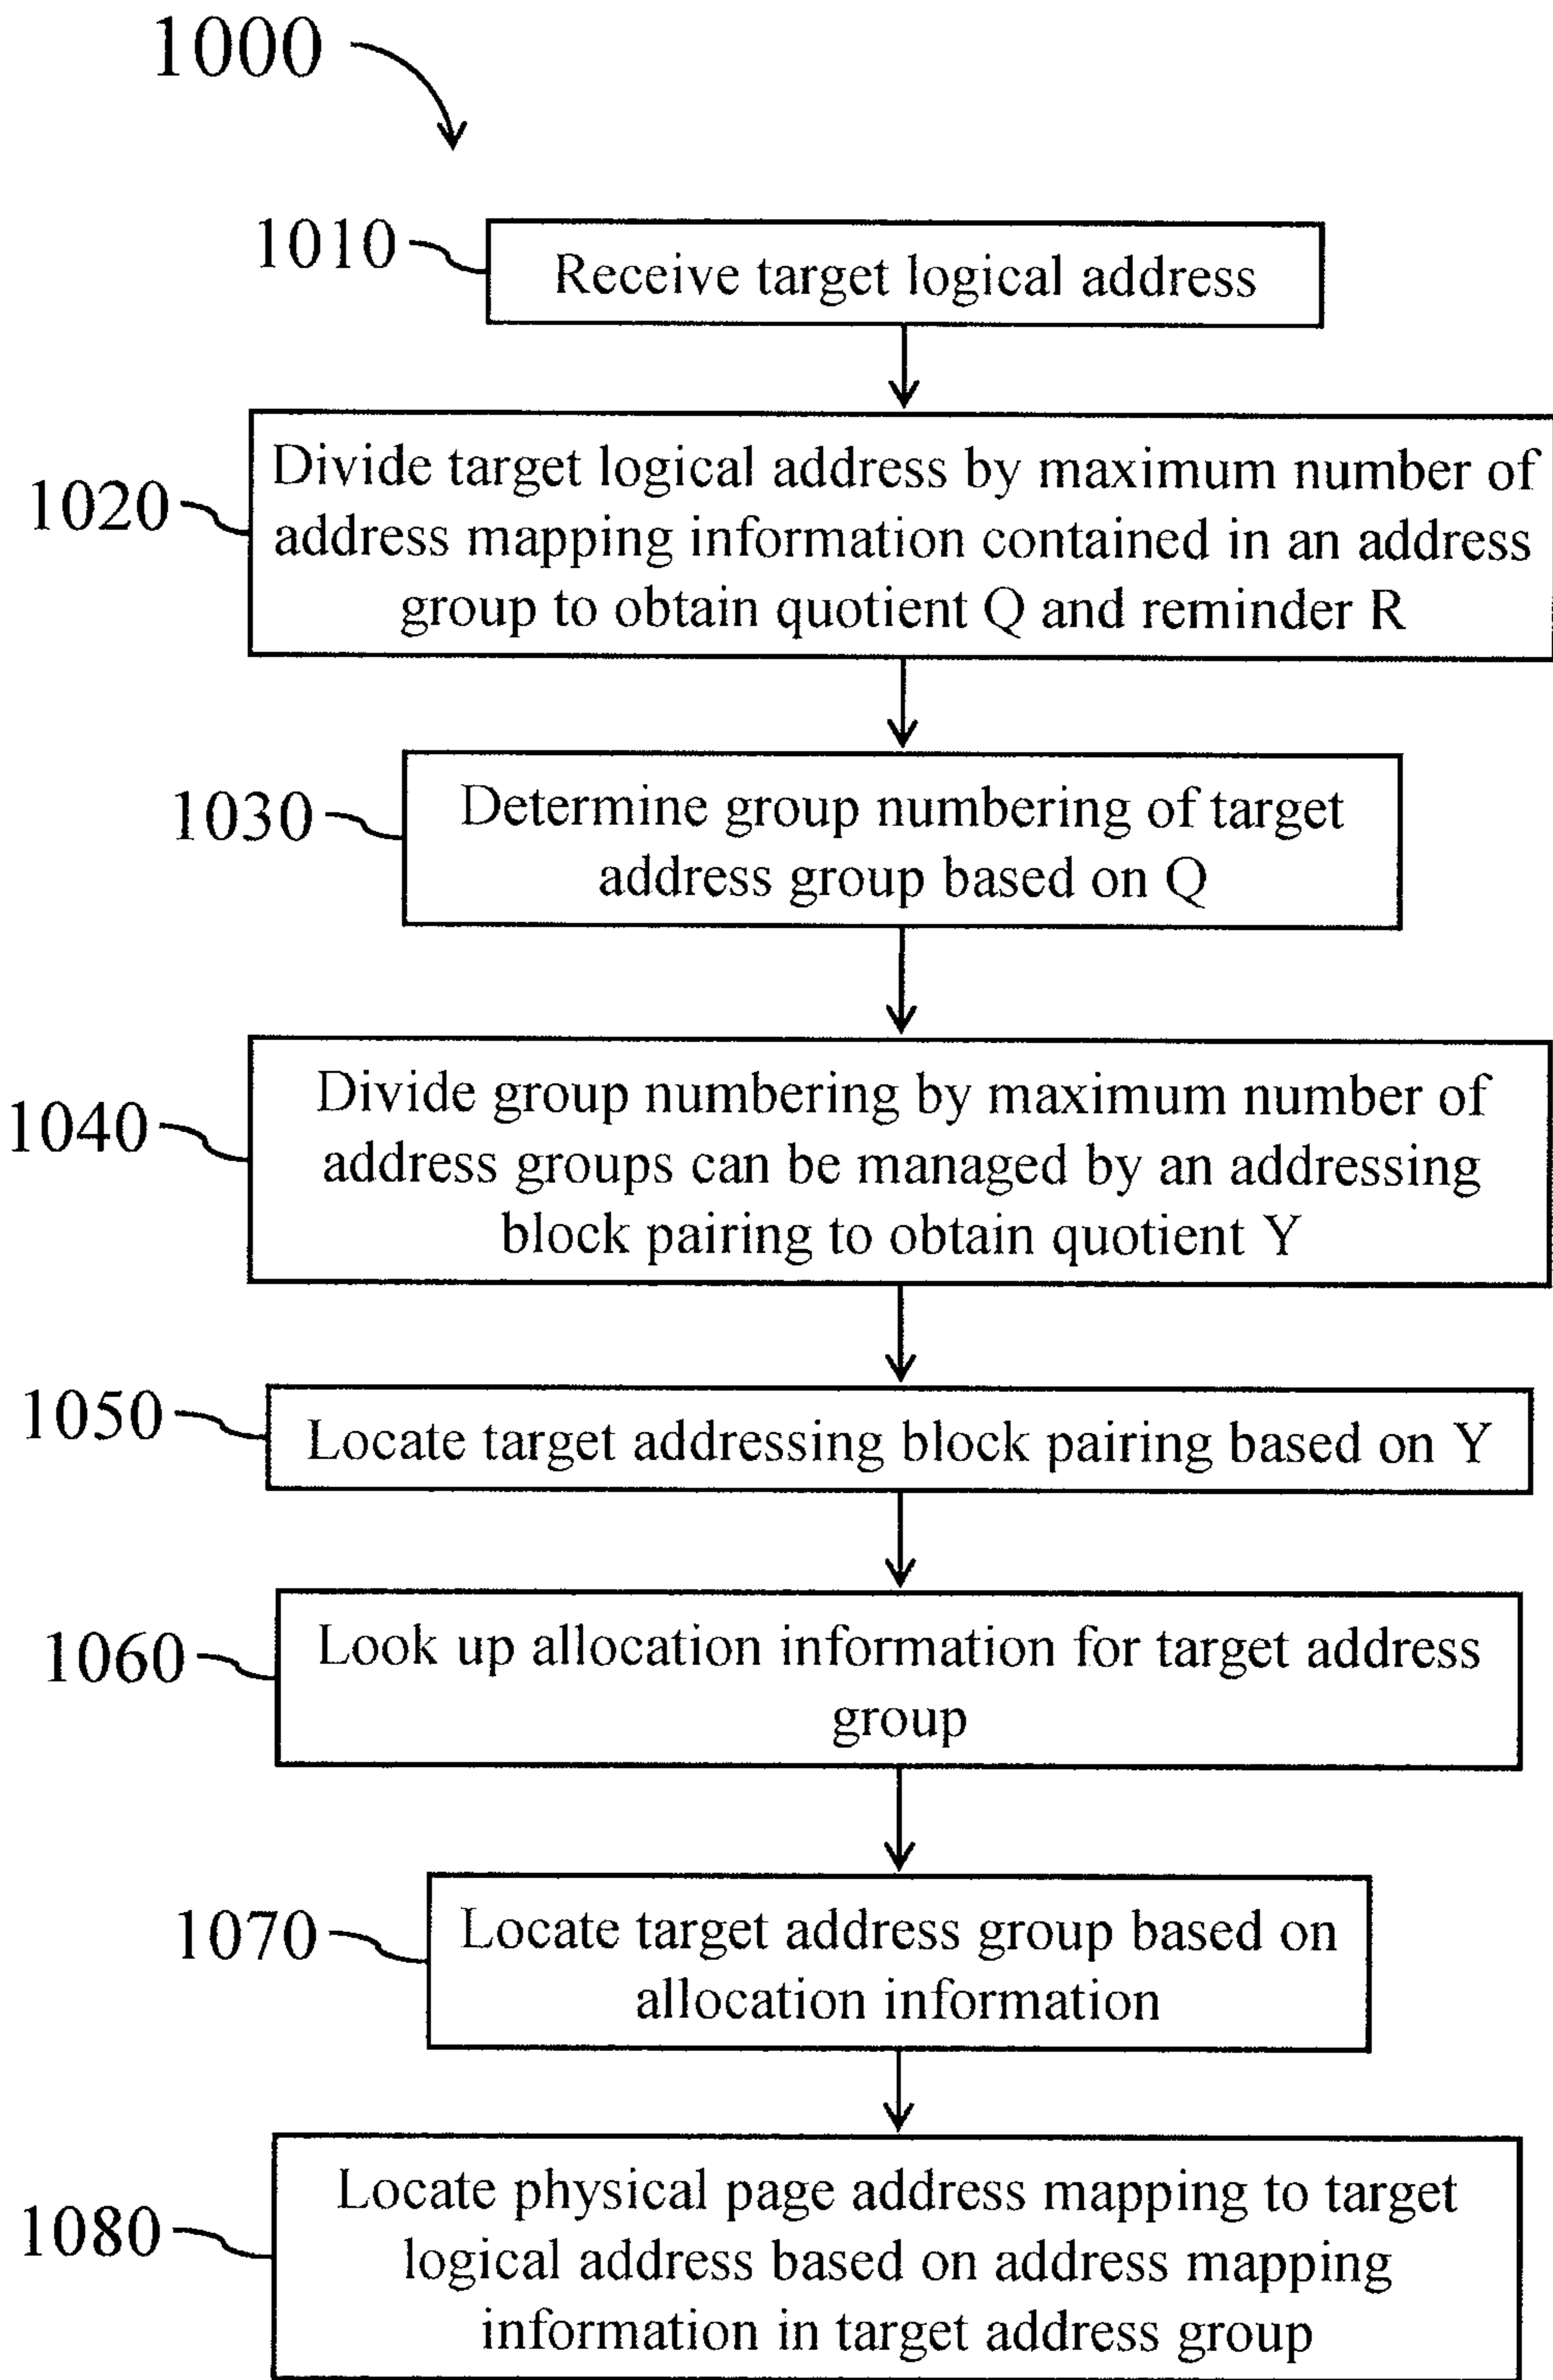 1000
1010
Receive target logical address
1020
Divide target logical address by maximum number of
address mapping information contained in an address
group to obtain quotient Q and reminder R
1030
Determine group numbering of target
address group based on Q
1040
Divide group numbering by maximum number of
address groups can be managed by an addressing
block pairing to obtain quotient Y
1050
Locate target addressing block pairing based on Y
1060
Look up allocation information for target address
group
1070
Locate target address group based on
allocation information
1080
Locate physical page address mapping to target
logical address based on address mapping
information in target address group